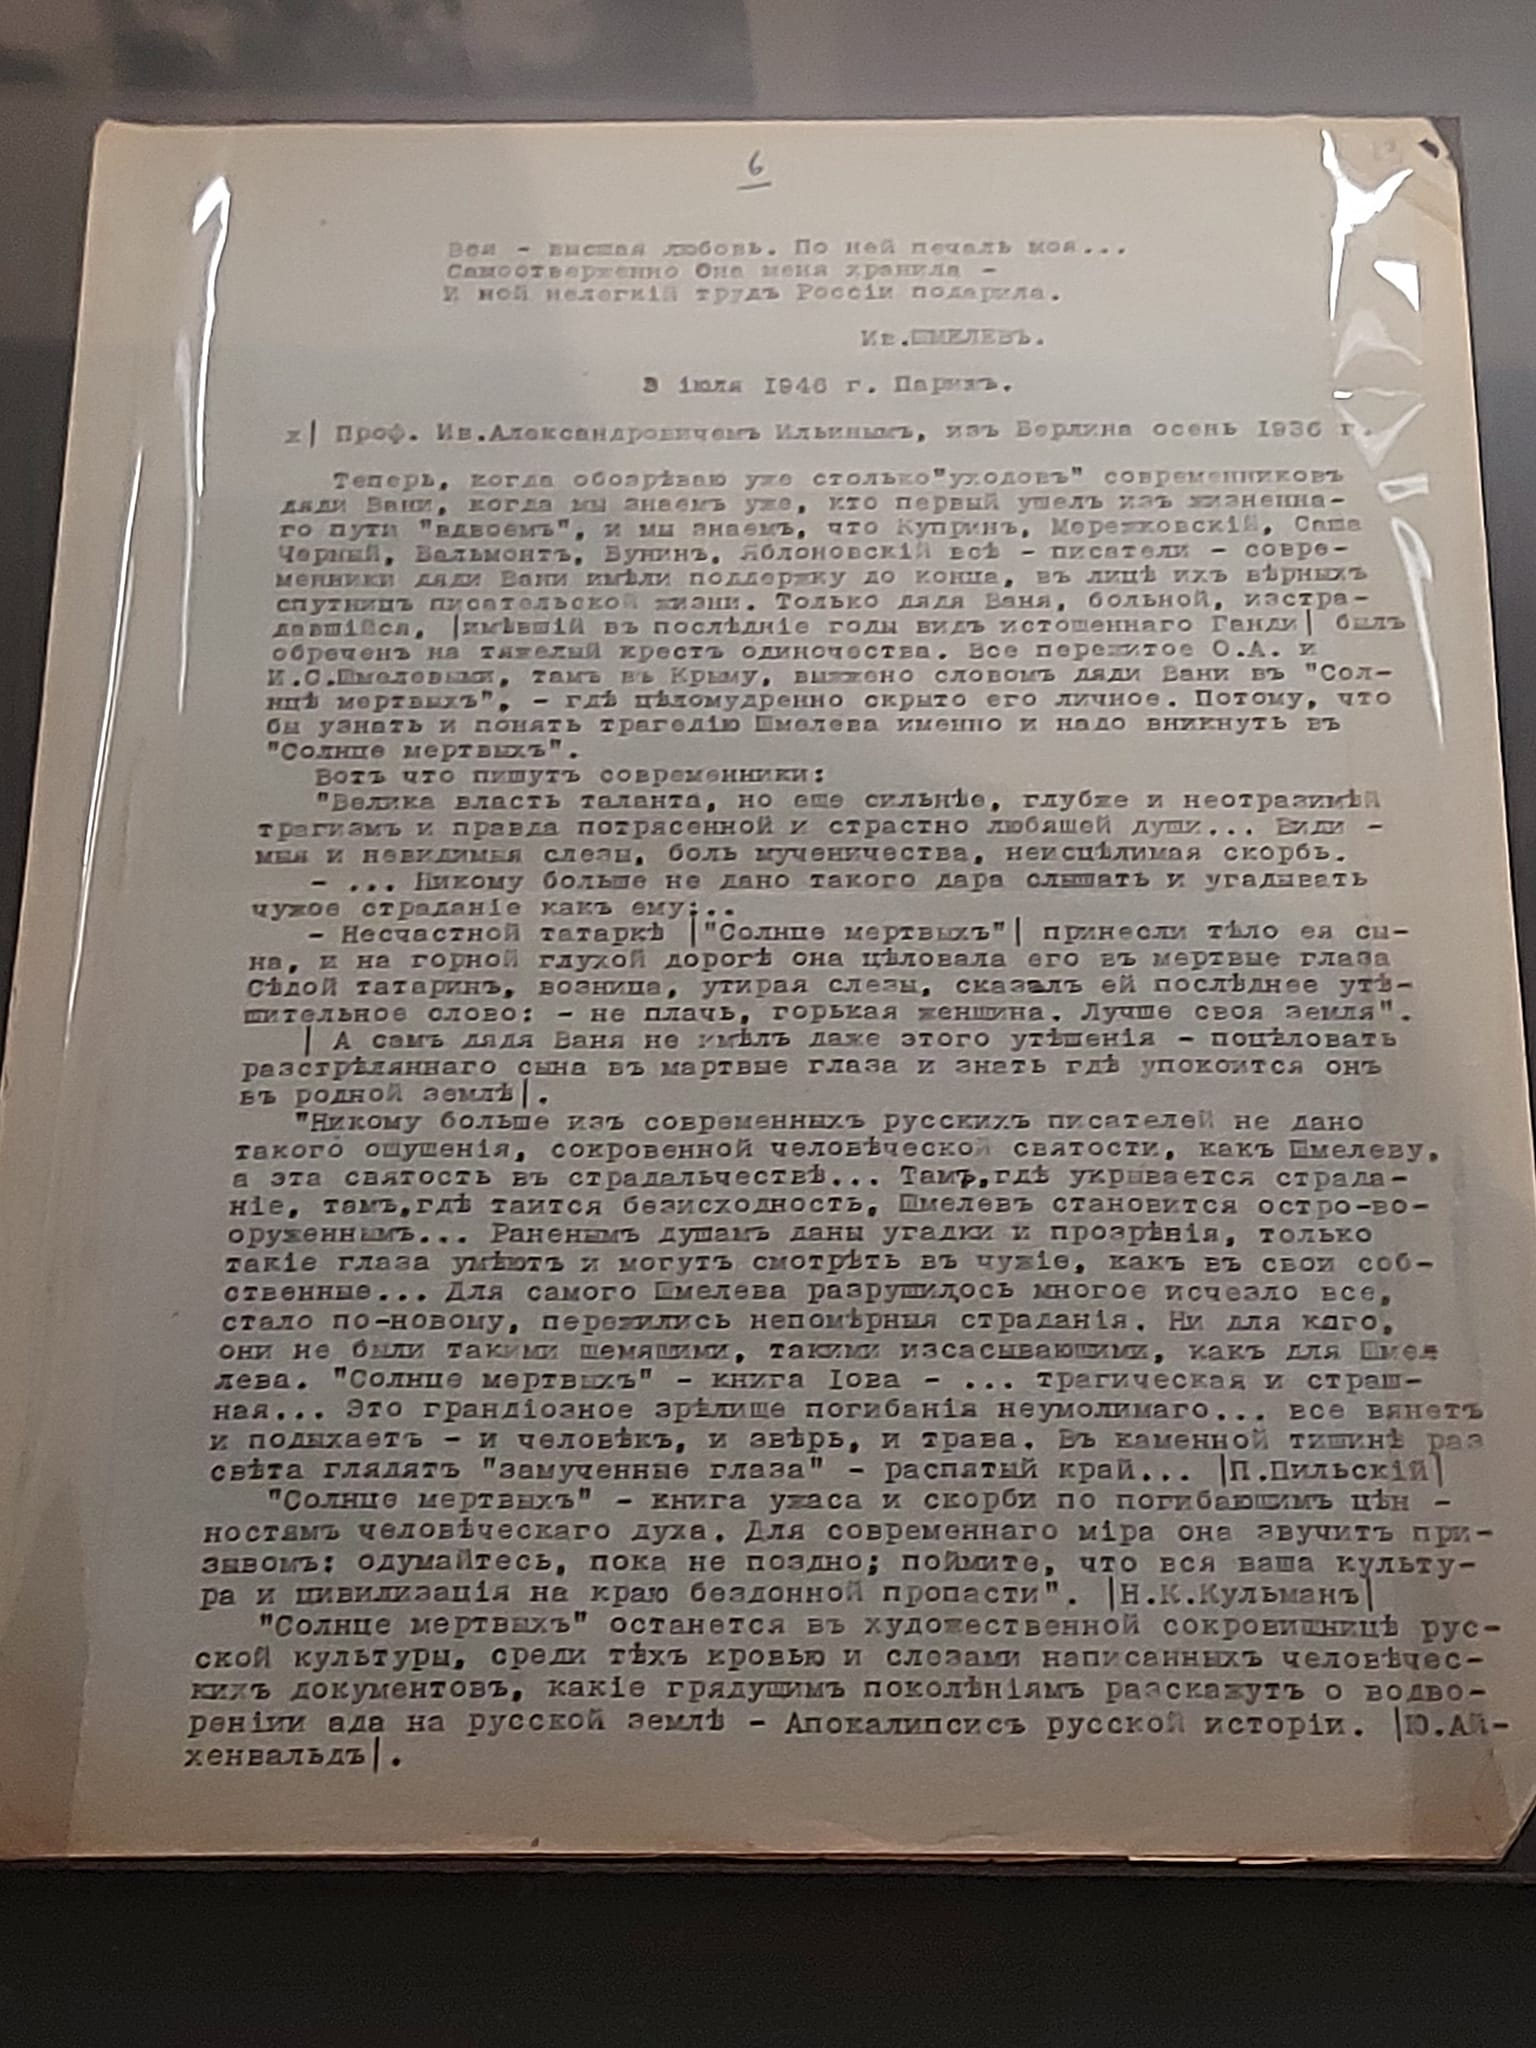 6
Вся - высшая любовь. По ней печаль моя...
Самоотверженно Она меня хранила -
И мой нелегкій трудъ Россіи подарила.
Ив.ШМЕЛЕВЪ.
3 іюля 1946 г. Парижъ.
х| Проф. Ив.Александровичемъ Ильинымъ, изъ Берлина осень 1936 г.
Теперь, когда обозрѣваю уже столько"уходовъ" современниковъ
дяди Вани, когда мы знаемъ уже, кто первый ушелъ изъ жизненна-
го пути "вдвоемъ", и мы знаемъ, что Купринъ, Мережковскій, Саша
Черный, Бальмонтъ, Бунинъ, Яблоновскій всѣ - писатели - совре-
менники дяди Вани имѣли поддержку до конца, въ лицѣ ихъ вѣрныхъ
спутницъ писательской жизни. Только дядя Ваня, больной, изстра-
давшійся, |имѣвшій въ послѣдніе годы видъ истощеннаго Ганди| былъ
обреченъ на тяжелый крестъ одиночества. Все пережитое О.А. и
И.С.Шмелевыми, тамъ въ Крыму, выжжено словомъ дяди Вани въ "Сол-
нцѣ мертвыхъ", - гдѣ цѣломудренно скрыто его личное. Потому, что
бы узнать и понять трагедію Шмелева именно и надо вникнуть въ
"Солнце мертвыхъ".
Вотъ что пишутъ современники:
"Велика власть таланта, но еще сильнѣе, глубже и неотразимѣй
трагизмъ и правда потрясенной и страстно любящей души... Види -
мыя и невидимыя слезы, боль мученичества, неисцѣлимая скорбь.
- ... Никому больше не дано такого дара слышать и угадывать
чужое страданіе какъ ему:..
- Несчастной татаркѣ |"Солнце мертвыхъ"| принесли тѣло ея сы-
на, и на горной глухой дорогѣ она цѣловала его въ мертвые глаза
Сѣдой татаринъ, возница, утирая слезы, сказалъ ей послѣднее утѣ-
шительное слово: - не плачь, горькая женщина. Лучше своя земля".
| А самъ дядя Ваня не имѣлъ даже этого утѣшенія - поцѣловать
разстрѣляннаго сына въ мартвые глаза и знать гдѣ упокоится онъ
въ родной землѣ|.
"Никому больше изъ современныхъ русскихъ писателей не дано
такого ощущенія, сокровенной человѣческой святости, какъ Шмелеву,
а эта святость въ страдальчествѣ... Тамъ,гдѣ укрывается страда-
ніе, тамъ,гдѣ таится безисходность, Шмелевъ становится остро-во-
оруженнымъ... Раненымъ душамъ даны угадки и прозрѣвія, только
такіе глаза умѣютъ и могутъ смотрѣть въ чужіе, какъ въ свои соб-
ственные... Для самого Шмелева разрушилось многое исчезло все,
стало по-новому, пережились непомѣрныя страданія. Ни для кого,
они не были такими щемящими, такими изсасывающими, какъ для Шмел
лева. "Солнце мертвыхъ" - книга Іова - ... трагическая и страш-
ная... Это грандіозное зрѣлище погибанія неумолимаго... все вянетъ
и подыхаетъ - и человѣкъ, и звѣрь, и трава. Въ каменной тишинѣ раз
свѣта глядятъ "замученные глаза" - распятый край... |П.Пильскій|
"Солнце мертвыхъ" - книга ужаса и скорби по погибающимъ цѣн -
ностямъ человѣческаго духа. Для современнаго міра она звучитъ при-
зывомъ: одумайтесь, пока не поздно; поймите, что вся ваша культу-
ра и цивилизація на краю бездонной пропасти". |Н.К.Кульманъ|
"Солнце мертвыхъ" останется въ художественной сокровищницѣ рус-
ской культуры, среди тѣхъ кровью и слезами написанныхъ человѣчес-
кихъ документовъ, какіе грядущимъ поколѣніямъ разскажутъ о водво-
реніии ада на русской землѣ - Апокалипсисъ русской исторіи. |Ю.Ай-
хенвальдъ|.